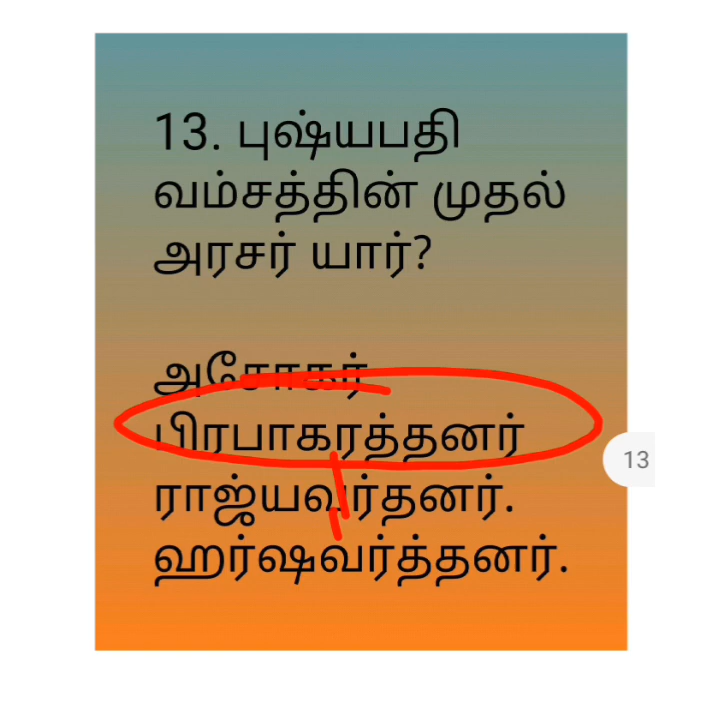 13. புஷ்யபதி
வம்சத்தின் முதல்
அரசர் யார்?
அசோகர்
பிரபாகரத்தனர்
ராஜ்யவர்தனர்.
ஹர்ஷவர்த்தனர்.
13